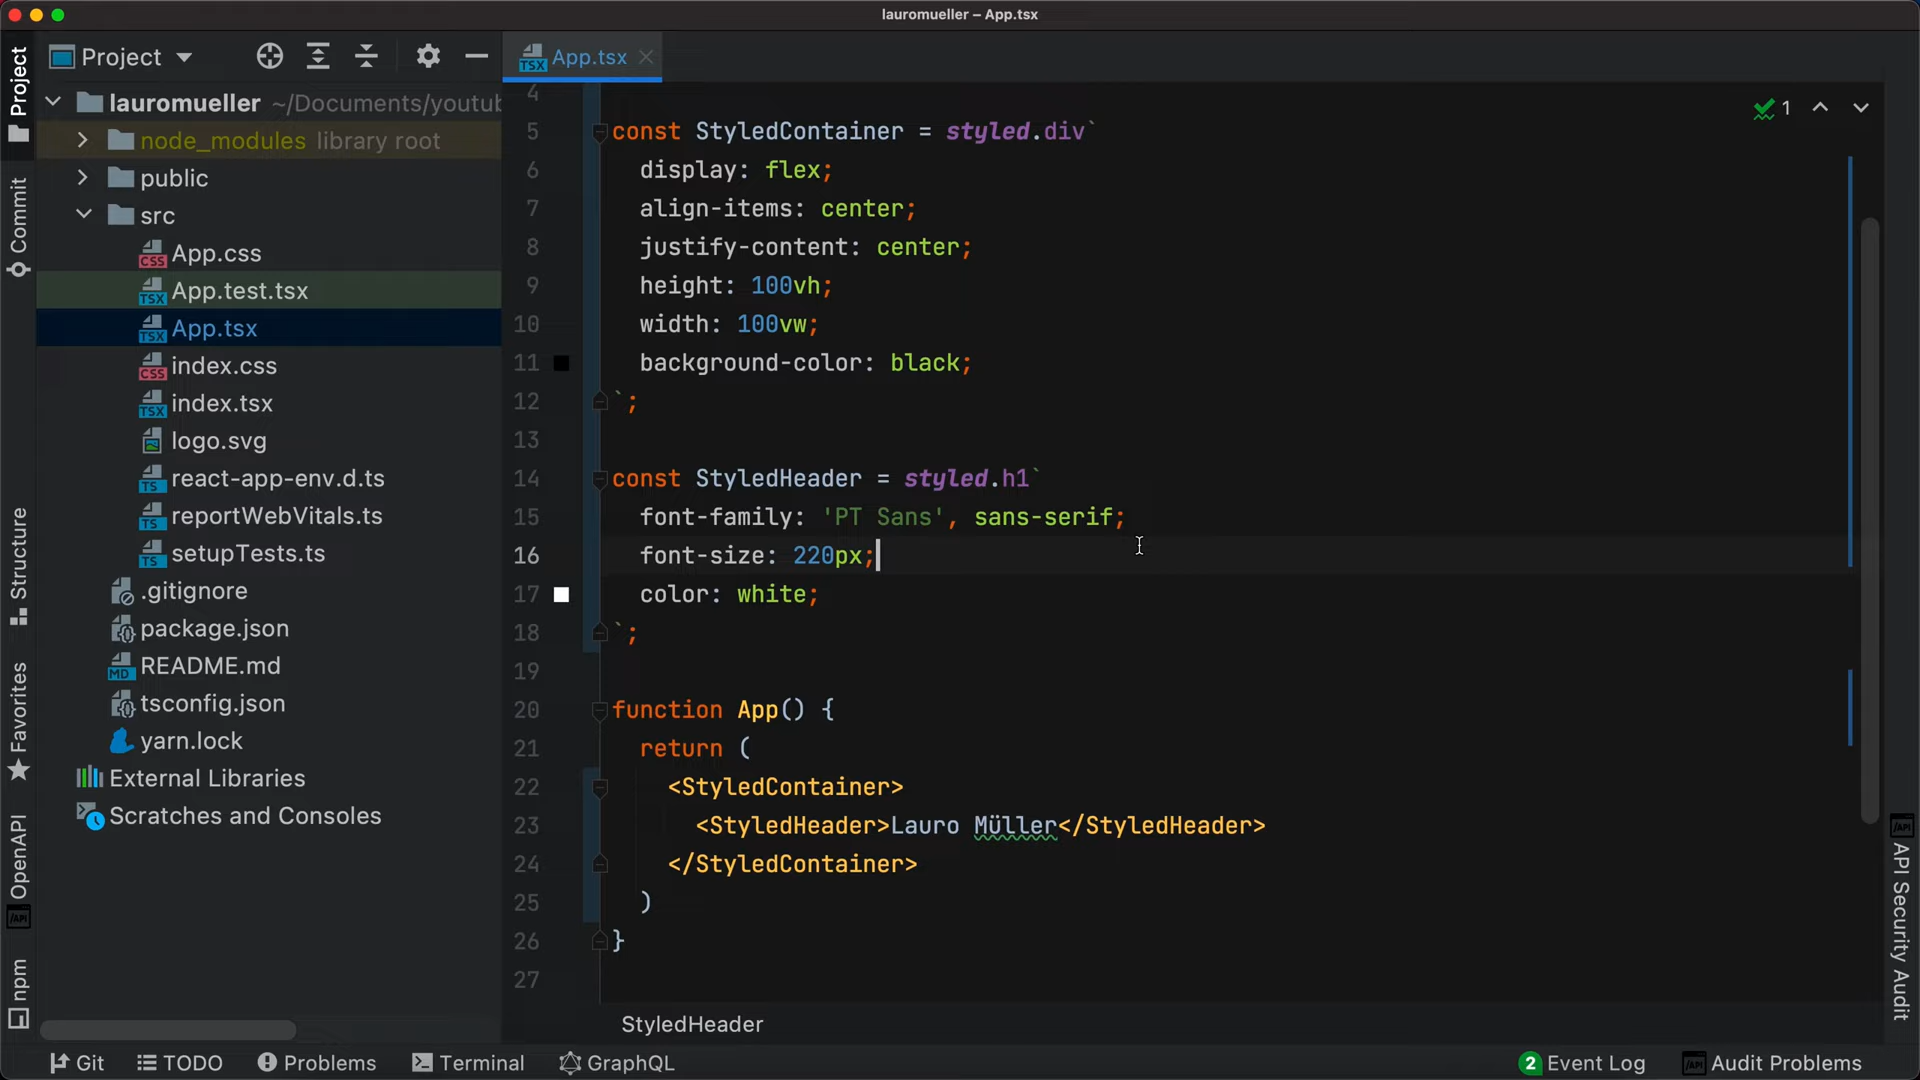 lauromueller – App.tsx
Project
App.tsx
Project
Commit
Structure
Favorites
OpenAPI
npm
lauromueller ~/Documents/youtub
node_modules library root
public
src
App.css
App.test.tsx
App.tsx
index.css
index.tsx
logo.svg
react-app-env.d.ts
reportWebVitals.ts
setupTests.ts
.gitignore
package.json
README.md
tsconfig.json
yarn.lock
External Libraries
Scratches and Consoles
1
4
5 const StyledContainer = styled.div`
6 display: flex;
7 align-items: center;
8 justify-content: center;
9 height: 100vh;
10 width: 100vw;
11 background-color: black;
12 `;
13
14 const StyledHeader = styled.h1`
15 font-family: 'PT Sans', sans-serif;
16 font-size: 220px;
17 color: white;
18 `;
19
20 function App() {
21 return (
22 <StyledContainer>
23 <StyledHeader>Lauro Müller</StyledHeader>
24 </StyledContainer>
25 )
26 }
27
StyledHeader
API Security Audit
Git TODO Problems Terminal GraphQL 2 Event Log Audit Problems